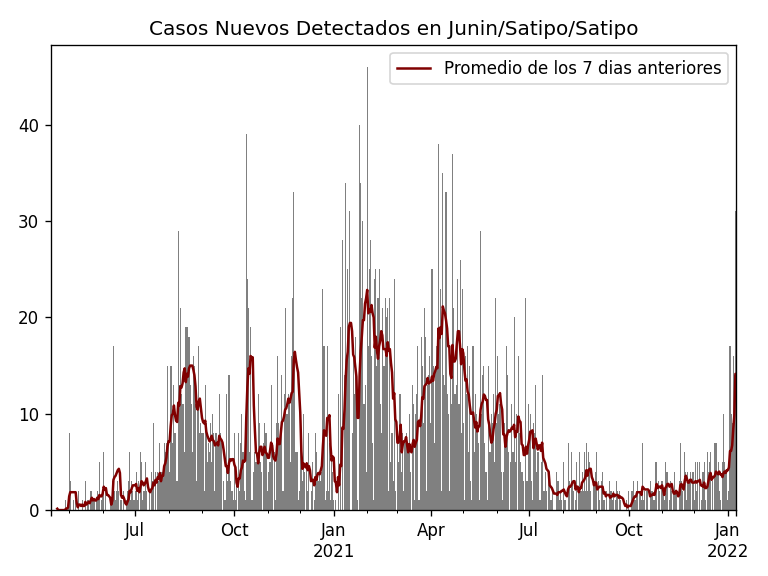 Casos Nuevos Detectados en Junin/Satipo/Satipo
Promedio de los 7 dias anteriores
40
30
20
10
0
Jul
Oct
Jan
2021
Apr
Jul
Oct
Jan
2022